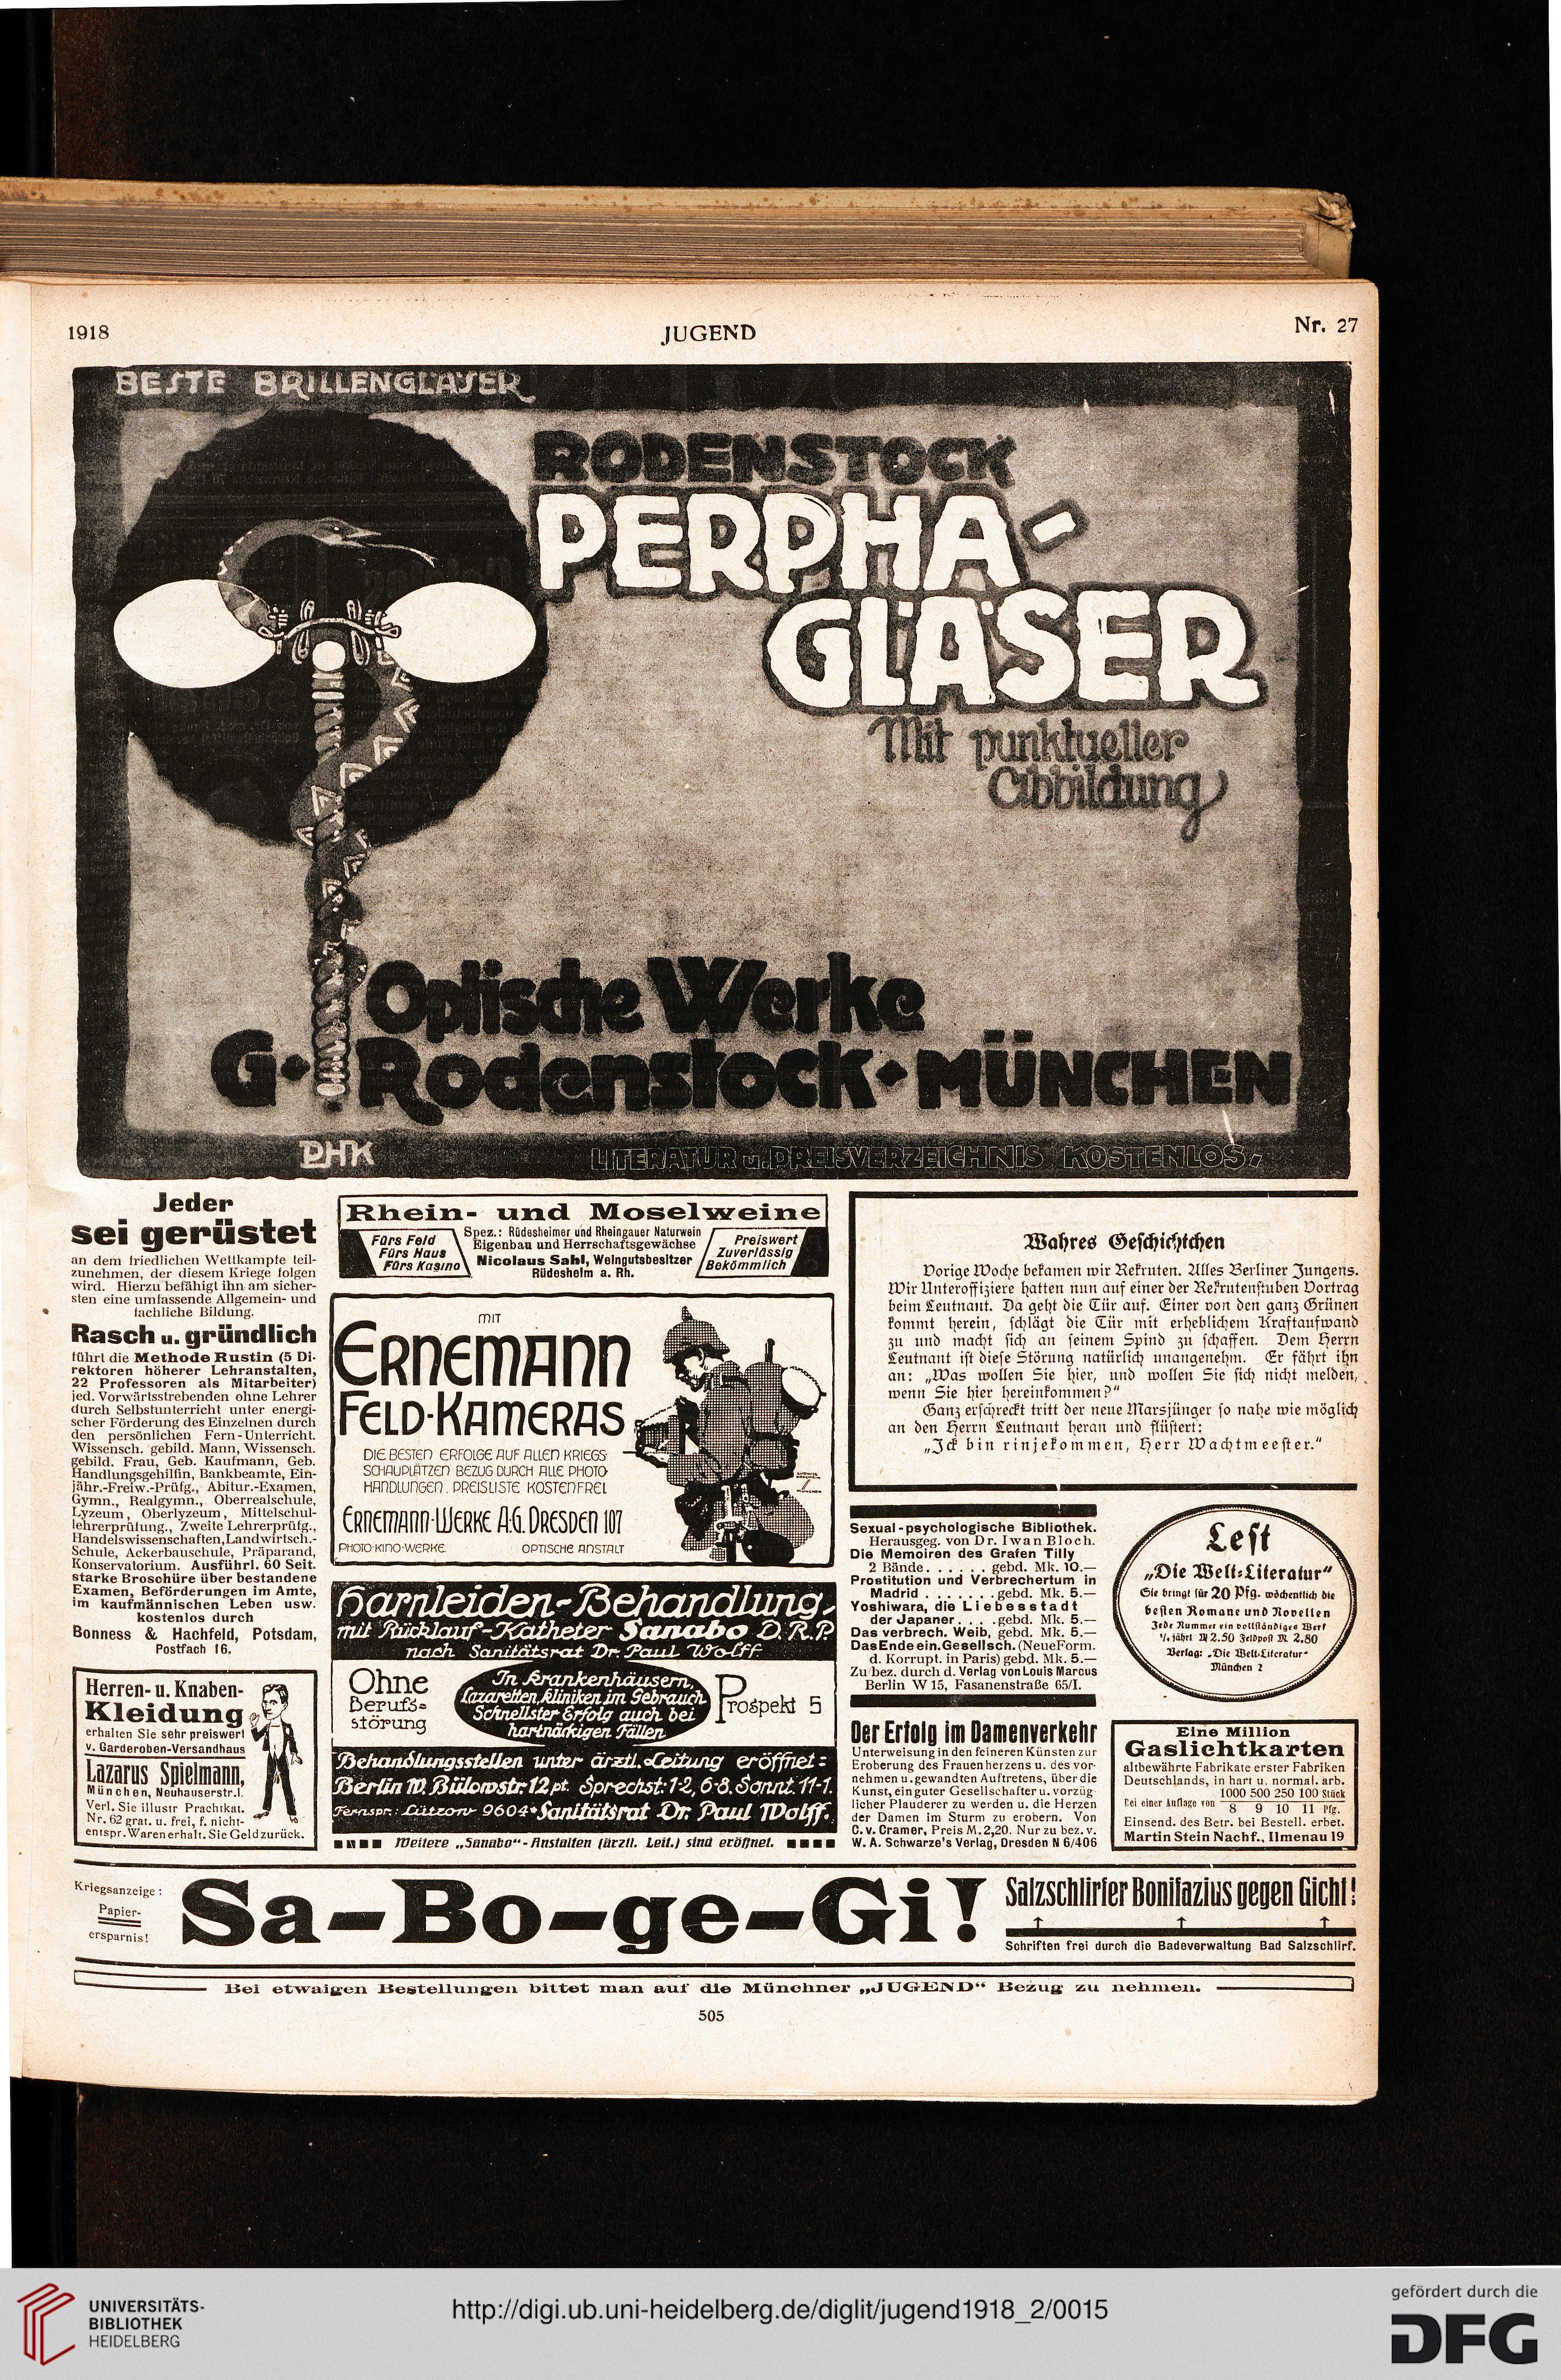 1918
JUGEND
Nr. 27
BESTE BRILLENGLÄSER
RODENSTOCK
PERPHA-
GLÄSER
Mit punktueller
Abbildung
Optische Werke
G. Rodenstock · MÜNCHEN
DHK
LITERATUR u. PREISVERZEICHNIS KOSTENLOS.
Jeder
sei gerüstet
an dem friedlichen Wettkampfe teil-
zunehmen, der diesem Kriege folgen
wird. Hierzu befähigt ihn am sicher-
sten eine umfassende Allgemein- und
fachliche Bildung.
Rasch u. gründlich
führt die Methode Rustin (5 Di-
rektoren höherer Lehranstalten,
22 Professoren als Mitarbeiter)
jed. Vorwärtsstrebenden ohne Lehrer
durch Selbstunterricht unter energi-
scher Förderung des Einzelnen durch
den persönlichen Fern-Unterricht.
Wissensch. gebild. Mann, Wissensch.
gebild. Frau, Geb. Kaufmann, Geb.
Handlungsgehilfin, Bankbeamte, Ein-
jähr.-Freiw.-Prüfg., Abitur.-Examen,
Gymn., Realgymn., Oberrealschule,
Lyzeum, Oberlyzeum, Mittelschul-
lehrerprüfung., Zweite Lehrerprüfg.,
Handelswissenschaften, Landwirtsch.-
Schule, Ackerbauschule, Präparand.,
Konservatorium. Ausführl. 60 Seit.
starke Broschüre über bestandene
Examen, Beförderungen im Amte,
im kaufmännischen Leben usw.
kostenlos durch
Bonness & Hachfeld, Potsdam,
Postfach 16.
Herren- u. Knaben-
Kleidung
erhalten Sie sehr preiswert
v. Garderoben-Versandhaus
Lazarus Spielmann,
München, Neuhauserstr. 1.
Verl. Sie illustr Prachtkat.
Nr. 62 grat. u. frei, f. nicht-
entspr. Waren erhalt. Sie Geld zurück.
Rhein- und Moselweine
Fürs Feld
Fürs Haus
Fürs Kasino
Spez.: Rüdesheimer und Rheingauer Naturwein
Eigenbau und Herrschaftsgewächse
Nicolaus Sahl, Weingutsbesitzer
Rüdesheim a. Rh.
Preiswert
Zuverlässig
Bekömmlich
MIT
ERNEMANN
FELD-KAMERAS
DIE BESTEN ERFOLGE AUF ALLEN KRIEGS-
SCHAUPLÄTZEN BEZUG DURCH ALLE PHOTO-
HANDLUNGEN. PREISLISTE KOSTENFREI.
ERNEMANN-WERKE A-G. DRESDEN 107
PHOTO-KINO-WERKE. OPTISCHE ANSTALT
Harnleiden-Behandlung,
mit Rücklauf-Katheter Sanabo D.R.P.
nach Sanitätsrat Dr. Paul Wolff.
Ohne
Berufs-
störung
In Krankenhäusern,
Lazaretten, Kliniken im Gebrauch
Schnellster Erfolg auch bei
hartnäckigen Fällen
Prospekt 5
Behandlungsstellen unter ärztl. Leitung eröffnet:
Berlin W. Bülowstr 12 pt. Sprechst: 1-2, 6-8, Sonnt. 11-1.
Fernspr.: Lützow 9604 • Sanitätsrat Dr. Paul Wolff.
Weitere „Sanabo“-Anstalten (ärztl. Leit.) sind eröffnet.
Wahres Geschichtchen
Vorige Woche bekamen wir Rekruten. Alles Berliner Jungens.
Wir Unteroffiziere hatten nun auf einer der Rekrutenstuben Vortrag
beim Leutnant. Da geht die Tür auf. Einer von den ganz Grünen
kommt herein, schlägt die Tür mit erheblichem Kraftaufwand
zu und macht sich an seinem Spind zu schaffen. Dem Herrn
Leutnant ist diese Störung natürlich unangenehm. Er fährt ihn
an: „Was wollen Sie hier, und wollen Sie sich nicht melden,
wenn Sie hier hereinkommen?“
Ganz erschreckt tritt der neue Marsjünger so nahe wie möglich
an den Herrn Leutnant heran und flüstert:
„Ick bin rinjekommen, Herr Wachtmeester.“
Sexual-psychologische Bibliothek.
Herausgeg. von Dr. Iwan Bloch.
Die Memoiren des Grafen Tilly
2 Bände. . . . . . gebd. Mk. 10.—
Prostitution und Verbrechertum in
Madrid . . . . . . . gebd. Mk. 5.—
Yoshiwara, die Liebesstadt
der Japaner. . . . gebd. Mk. 5.—
Das verbrech. Weib, gebd. Mk. 5.—
Das Ende ein. Gesellsch. (Neue Form.
d. Korrupt. in Paris) gebd. Mk. 5.—
Zu bez. durch d. Verlag von Louis Marcus
Berlin W 15, Fasanenstraße 65/I.
Lest
„Die Welt-Literatur“
Sie bringt für 20 Pfg. wöchentlich die
besten Romane und Novellen
Jede Nummer ein vollständiges Werk
¼ jährl M 2.50 Feldpost M. 2.80
Verlag: „Die Welt-Literatur“
München 2
Der Erfolg im Damenverkehr
Unterweisung in den feineren Künsten zur
Eroberung des Frauenherzens u. des vor-
nehmen u. gewandten Auftretens, über die
Kunst, ein guter Gesellschafter u. vorzüg-
licher Plauderer zu werden u. die Herzen
der Damen im Sturm zu erobern. Von
C. v. Cramer, Preis M. 2,20. Nur zu bez. v.
W. A. Schwarze's Verlag, Dresden N 6/406
Eine Million
Gaslichtkarten
altbewährte Fabrikate erster Fabriken
Deutschlands, in hart u. normal. arb.
Bei einer Auflage von 1000 500 250 100 Stück
8 9 10 11 Pfg.
Einsend. des Betr. bei Bestell. erbet.
Martin Stein Nachf., Ilmenau 19
Kriegsanzeige:
Papier-
ersparnis!
Sa-Bo-ge-Gi!
Salzschlirfer Bonifazius gegen Gicht!
Schriften frei durch die Badeverwaltung Bad Salzschlirf.
Bei etwaigen Bestellungen bittet man auf die Münchner „JUGEND“ Bezug zu nehmen.
505
UNIVERSITÄTS-
BIBLIOTHEK
HEIDELBERG
http://digi.ub.uni-heidelberg.de/diglit/jugend1918_2/0015
gefördert durch die
DFG